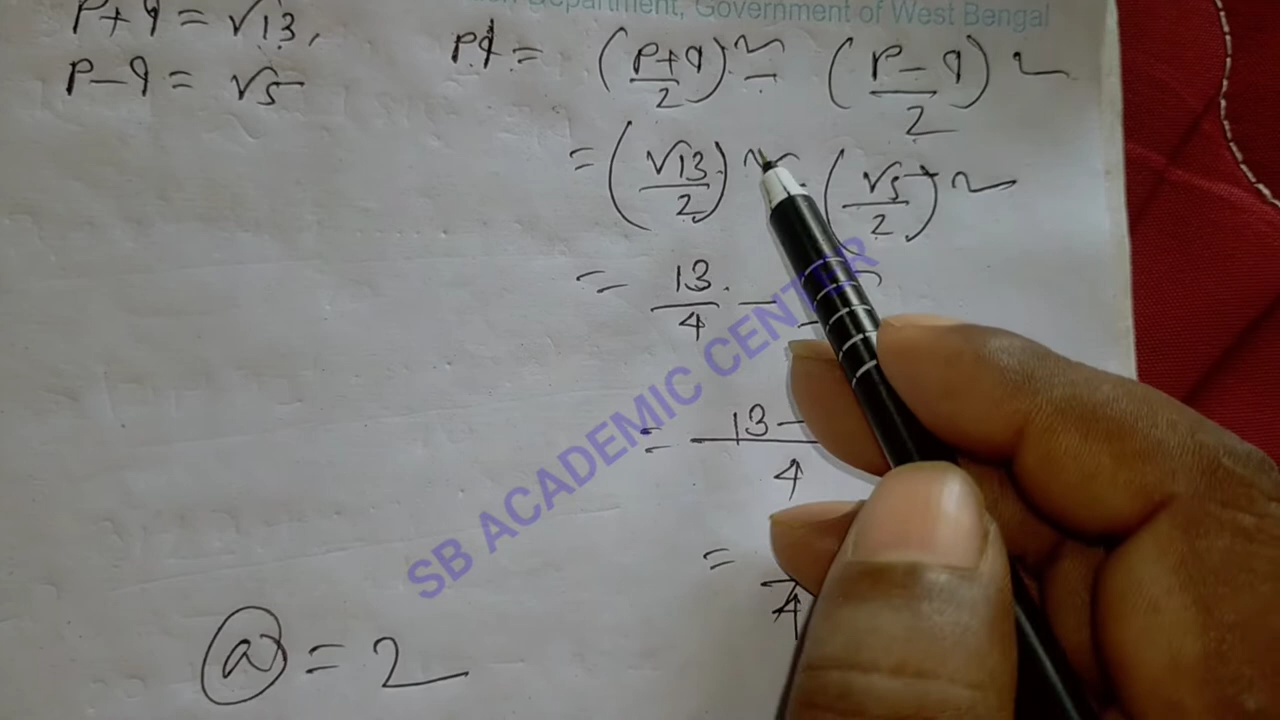 Department, Government of West Bengal
P+q = √13,
P-q = √5
Pq = (P+q/2)² - (P-q/2)²
= (√13/2)² - (√5/2)²
= 13/4 -
= 13-/4
=
4
(a) = 2
SB ACADEMIC CENTER